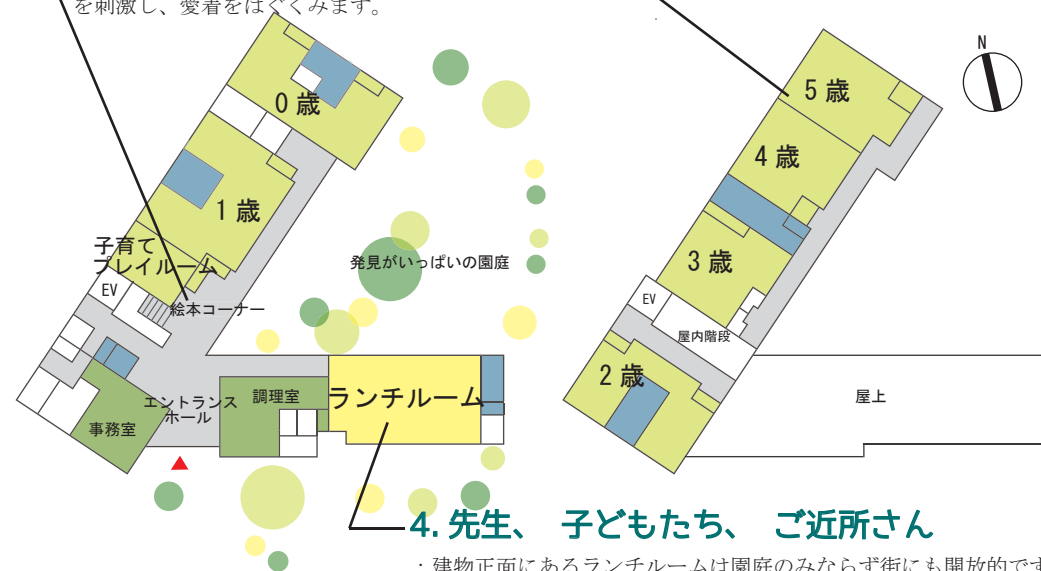 を刺激し、愛着をはぐくみます。
N
0歳
5歳
4歳
1歳
子育て
プレイルーム
発見がいっぱいの園庭
3歳
EV
絵本コーナー
EV
屋内階段
2歳
エントランス
ホール
調理室
ランチルーム
屋上
事務室
4. 先生、 子どもたち、 ご近所さん
・建物正面にあるランチルームは園庭のみならず街にも開放的です